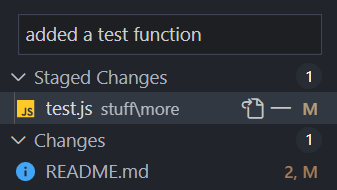 added a test function
Staged Changes 1
JS test.js stuff\more M
Changes 1
README.md 2, M